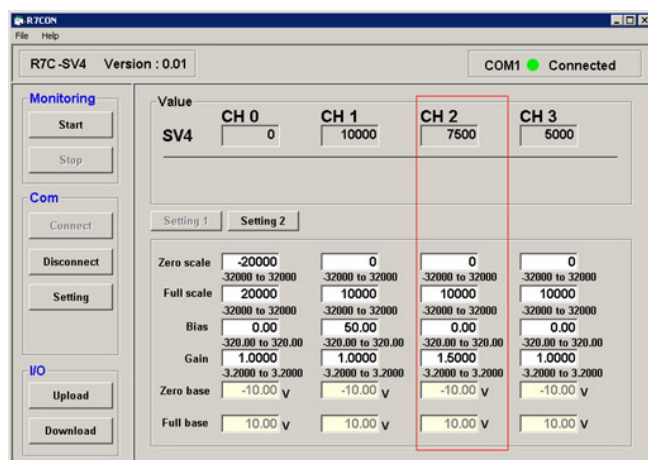 R7CON
File Help
R7C-SV4 Version : 0.01
COM1 Connected
Monitoring
Start
Stop
Com
Connect
Disconnect
Setting
I/O
Upload
Download
Value
CH 0 CH 1 CH 2 CH 3
SV4 0 10000 7500 5000
Setting 1 Setting 2
Zero scale -20000 0 0 0
-32000 to 32000 -32000 to 32000 -32000 to 32000 -32000 to 32000
Full scale 20000 10000 10000 10000
-32000 to 32000 -32000 to 32000 -32000 to 32000 -32000 to 32000
Bias 0.00 50.00 0.00 0.00
-320.00 to 320.00 -320.00 to 320.00 -320.00 to 320.00 -320.00 to 320.00
Gain 1.0000 1.0000 1.5000 1.0000
-3.2000 to 3.2000 -3.2000 to 3.2000 -3.2000 to 3.2000 -3.2000 to 3.2000
Zero base -10.00 V -10.00 V -10.00 V -10.00 V
Full base 10.00 V 10.00 V 10.00 V 10.00 V